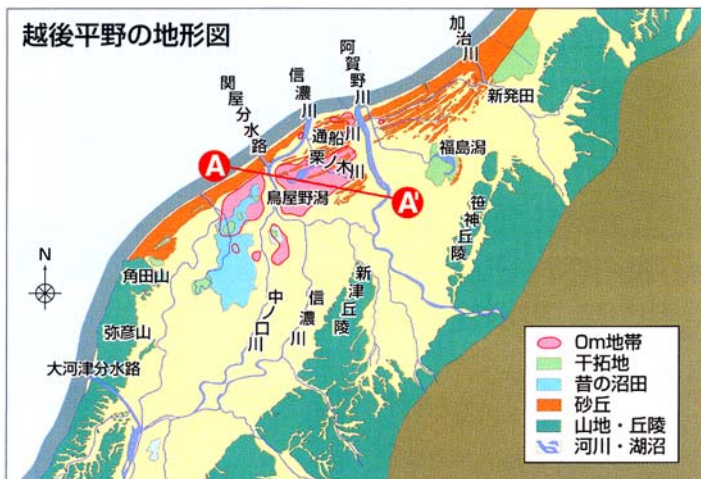 越後平野の地形図
加治川
阿賀野川
信濃川
関屋分水路
新発田
通船川
栗ノ木川
福島潟
A
鳥屋野潟
A'
笹神丘陵
N
角田山
新津丘陵
中ノ口川
信濃川
弥彦山
大河津分水路
0m地帯
干拓地
昔の沼田
砂丘
山地・丘陵
河川・湖沼